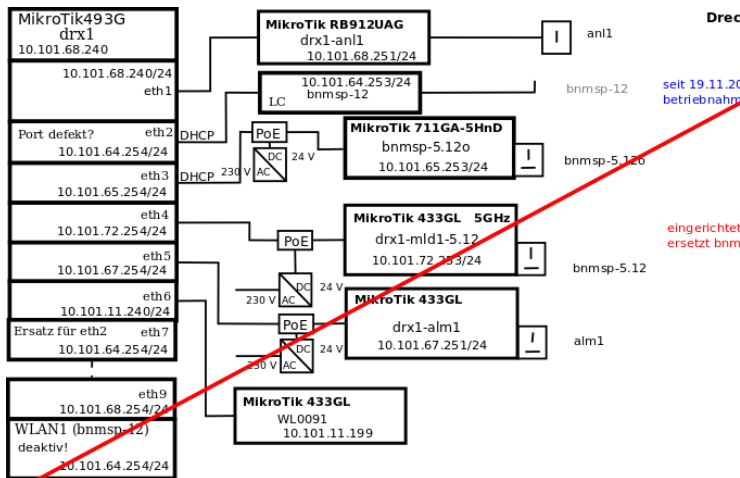 MikroTik493G
drx1
10.101.68.240
10.101.68.240/24
eth1
Port defekt?
eth2
10.101.64.254/24
eth3
10.101.65.254/24
eth4
10.101.72.254/24
eth5
10.101.67.254/24
eth6
10.101.11.240/24
Ersatz für eth2
eth7
10.101.64.254/24
eth9
10.101.68.254/24
WLAN1 (bnmsp-12)
deaktiv!
10.101.64.254/24
DHCP
DHCP
MikroTik RB912UAG
drx1-anl1
10.101.68.251/24
anl1
10.101.64.253/24
bnmsp-12
LC
bnmsp-12
PoE
230 V
DC
AC
24 V
MikroTik 711GA-5HnD
bnmsp-5.12o
10.101.65.253/24
bnmsp-5.12o
PoE
230 V
DC
AC
24 V
MikroTik 433GL 5GHz
drx1-mld1-5.12
10.101.72.253/24
bnmsp-5.12
PoE
230 V
DC
AC
24 V
MikroTik 433GL
drx1-alm1
10.101.67.251/24
alm1
MikroTik 433GL
WL0091
10.101.11.199
Drec
seit 19.11.20
betriebnahm
eingerichtet
ersetzt bnm